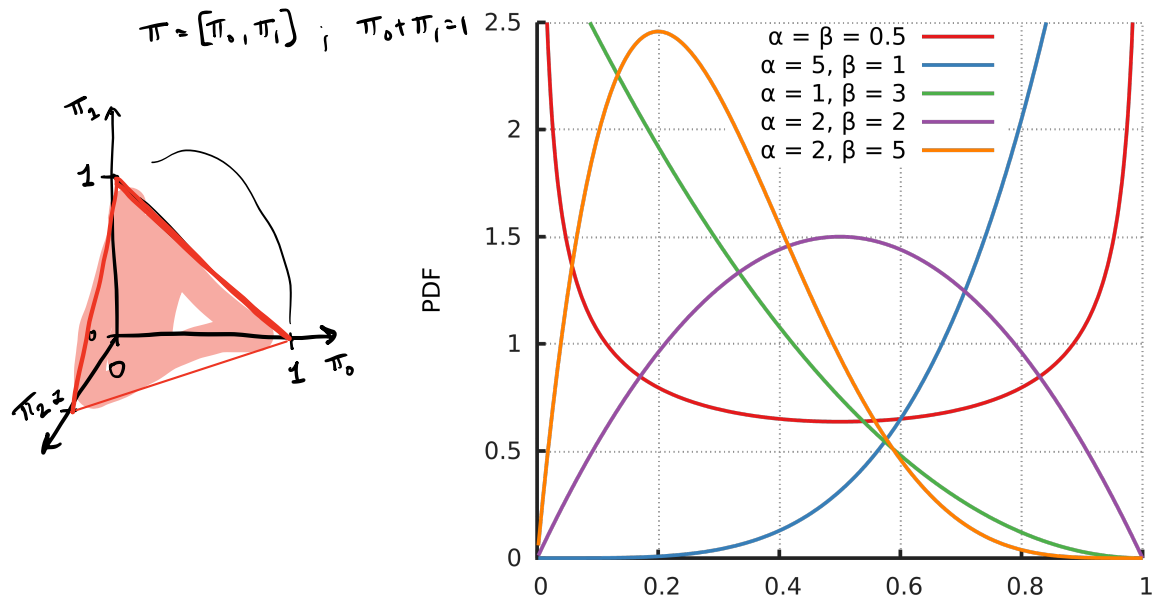 π = [π₀, π₁] ; π₀+π₁=1
π₁
1
0
0
1
π₀
π₂
1
PDF
2.5
2
1.5
1
0.5
0
0
0.2
0.4
0.6
0.8
1
α = β = 0.5
α = 5, β = 1
α = 1, β = 3
α = 2, β = 2
α = 2, β = 5